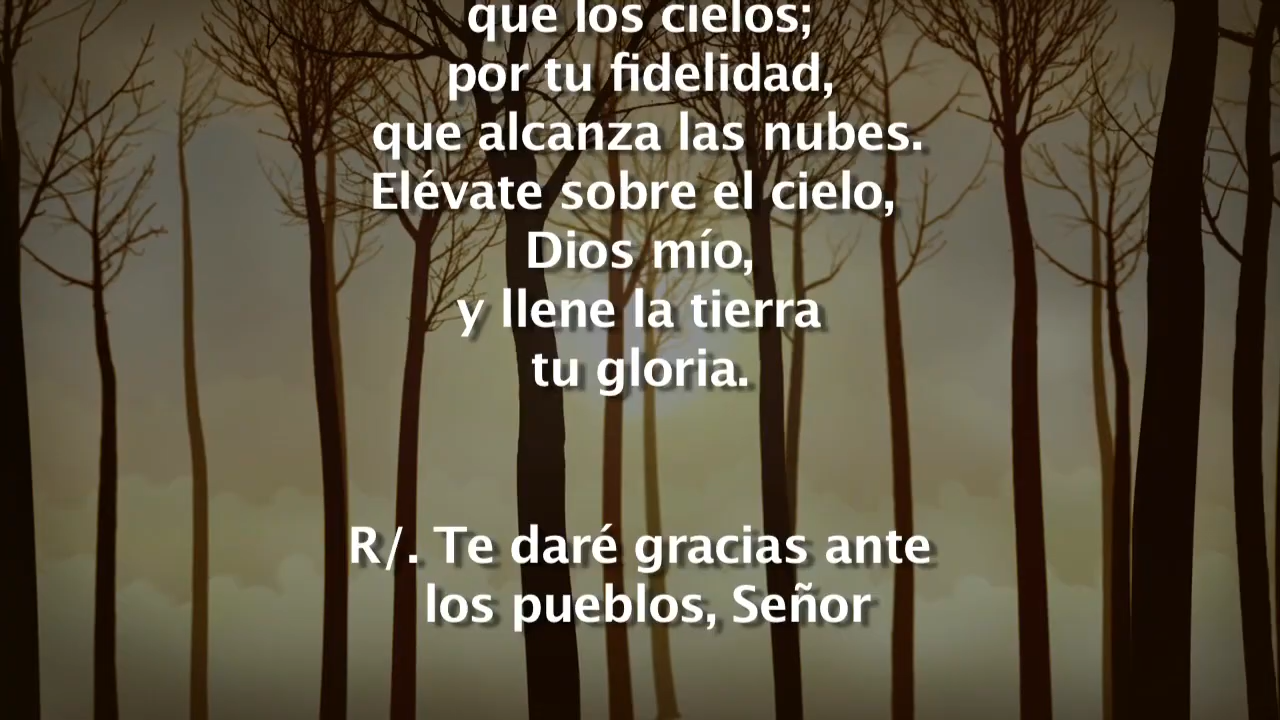 que los cielos;
por tu fidelidad,
que alcanza las nubes.
Elévate sobre el cielo,
Dios mío,
y llene la tierra
tu gloria.
R/. Te daré gracias ante
los pueblos, Señor